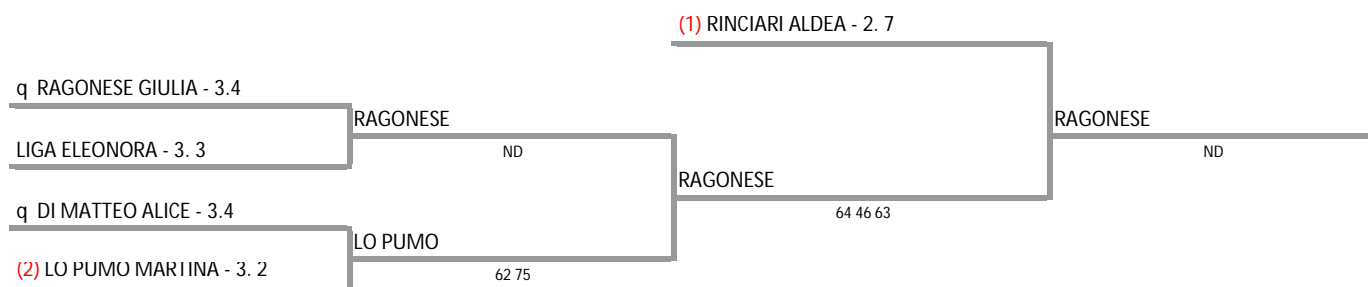 (1) RINCIARI ALDEA - 2. 7
q RAGONESE GIULIA - 3.4
RAGONESE
RAGONESE
LIGA ELEONORA - 3. 3
ND
ND
RAGONESE
q DI MATTEO ALICE - 3.4
64 46 63
LO PUMO
(2) LO PUMO MARTINA - 3. 2
62 75